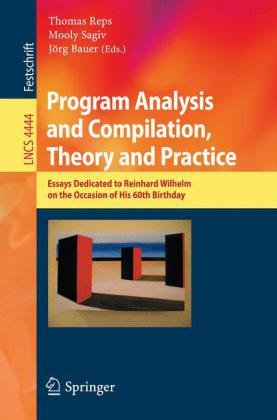 Thomas Reps
Mooly Sagiv
Jörg Bauer (Eds.)
Festschrift
LNCS 4444
Program Analysis
and Compilation,
Theory and Practice
Essays Dedicated to Reinhard Wilhelm
on the Occasion of His 60th Birthday
Springer